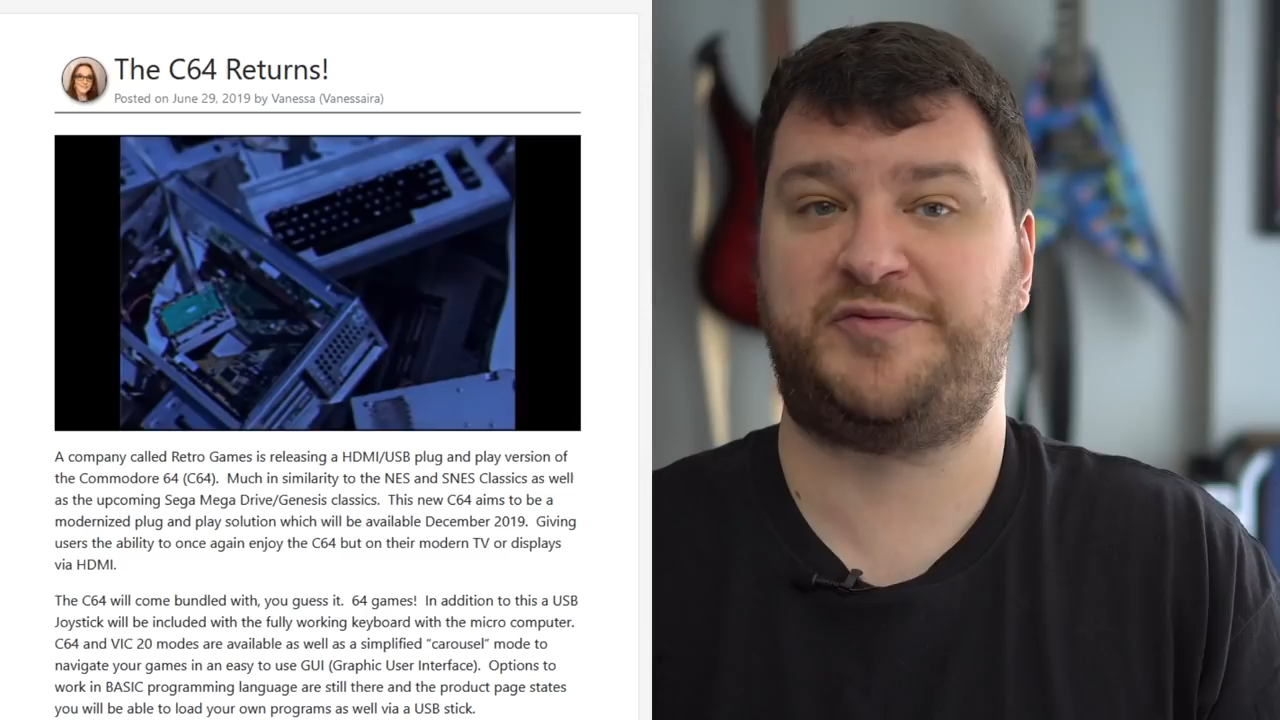 The C64 Returns!
Posted on June 29, 2019 by Vanessa (Vanessaira)
A company called Retro Games is releasing a HDMI/USB plug and play version of
the Commodore 64 (C64).  Much in similarity to the NES and SNES Classics as well
as the upcoming Sega Mega Drive/Genesis classics.  This new C64 aims to be a
modernized plug and play solution which will be available December 2019.  Giving
users the ability to once again enjoy the C64 but on their modern TV or displays
via HDMI.
The C64 will come bundled with, you guess it.  64 games!  In addition to this a USB
Joystick will be included with the fully working keyboard with the micro computer.
C64 and VIC 20 modes are available as well as a simplified “carousel” mode to
navigate your games in an easy to use GUI (Graphic User Interface).  Options to
work in BASIC programming language are still there and the product page states
you will be able to load your own programs as well via a USB stick.